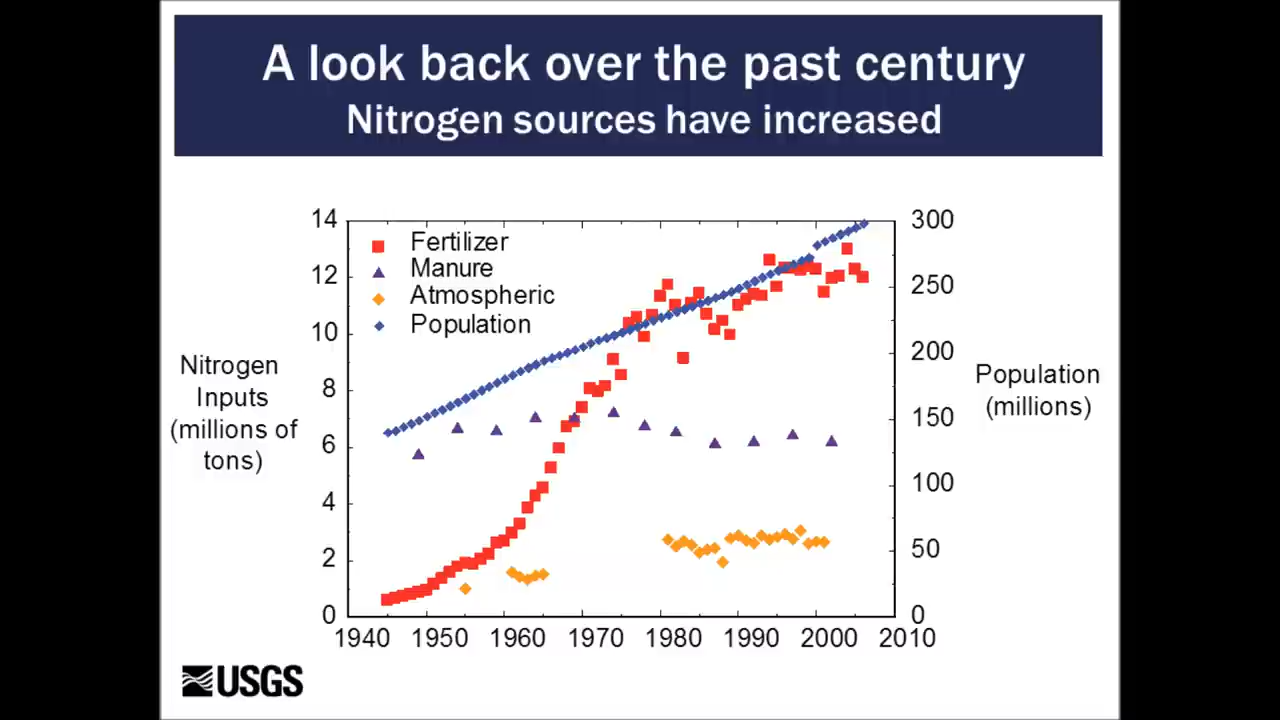 A look back over the past century
Nitrogen sources have increased
Nitrogen
Inputs
(millions of
tons)
14
12
10
8
6
4
2
0
Fertilizer
Manure
Atmospheric
Population
300
250
200
150
100
50
0
Population
(millions)
1940 1950 1960 1970 1980 1990 2000 2010
USGS